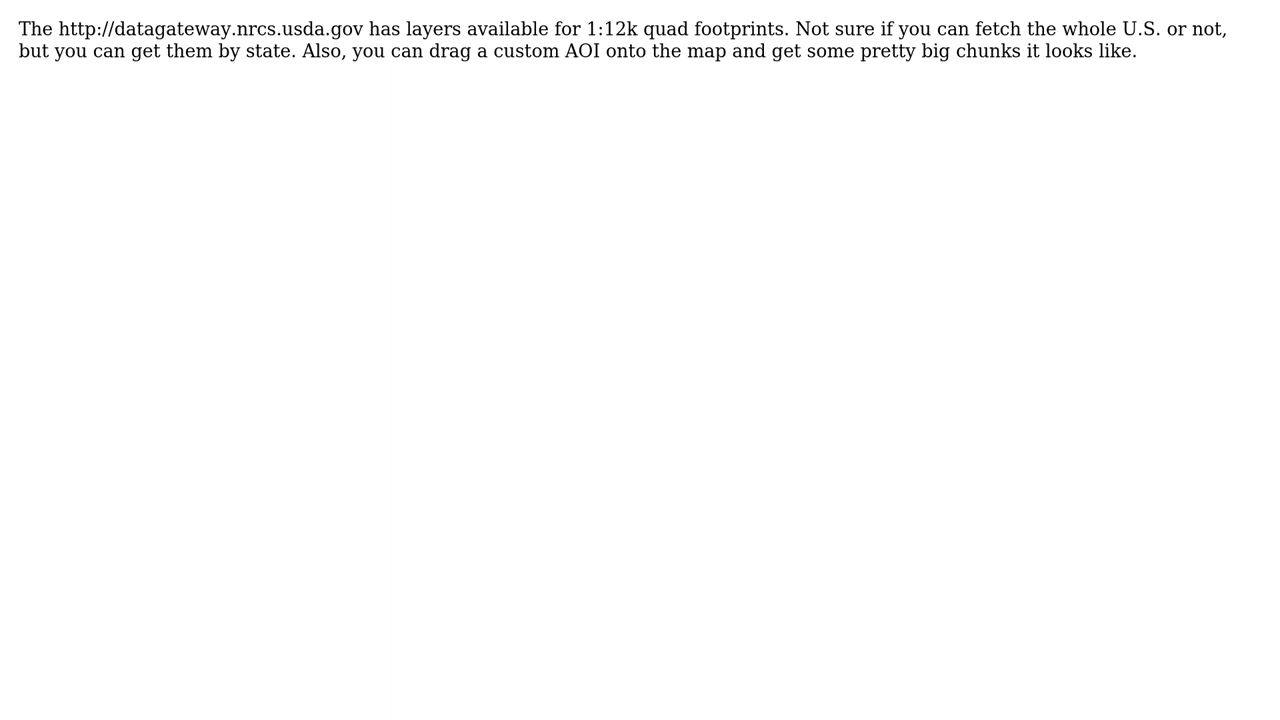 The http://datagateway.nrcs.usda.gov has layers available for 1:12k quad footprints. Not sure if you can fetch the whole U.S. or not,
but you can get them by state. Also, you can drag a custom AOI onto the map and get some pretty big chunks it looks like.